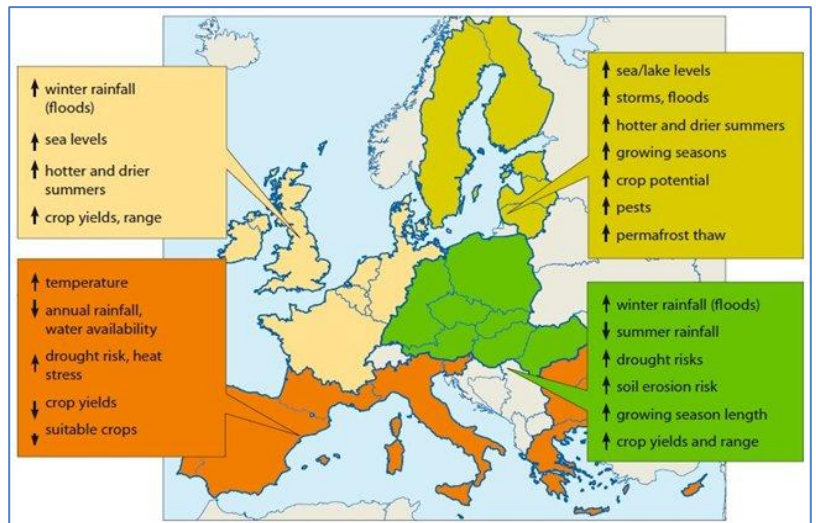 ↑ winter rainfall
(floods)
↑ sea levels
↑ hotter and drier
summers
↑ crop yields, range
↑ temperature
↓ annual rainfall,
water availability
↑ drought risk, heat
stress
↓ crop yields
↓ suitable crops
↑ sea/lake levels
↑ storms, floods
↑ hotter and drier summers
↑ growing seasons
↑ crop potential
↑ pests
↑ permafrost thaw
↑ winter rainfall (floods)
↓ summer rainfall
↑ drought risks
↑ soil erosion risk
↑ growing season length
↑ crop yields and range